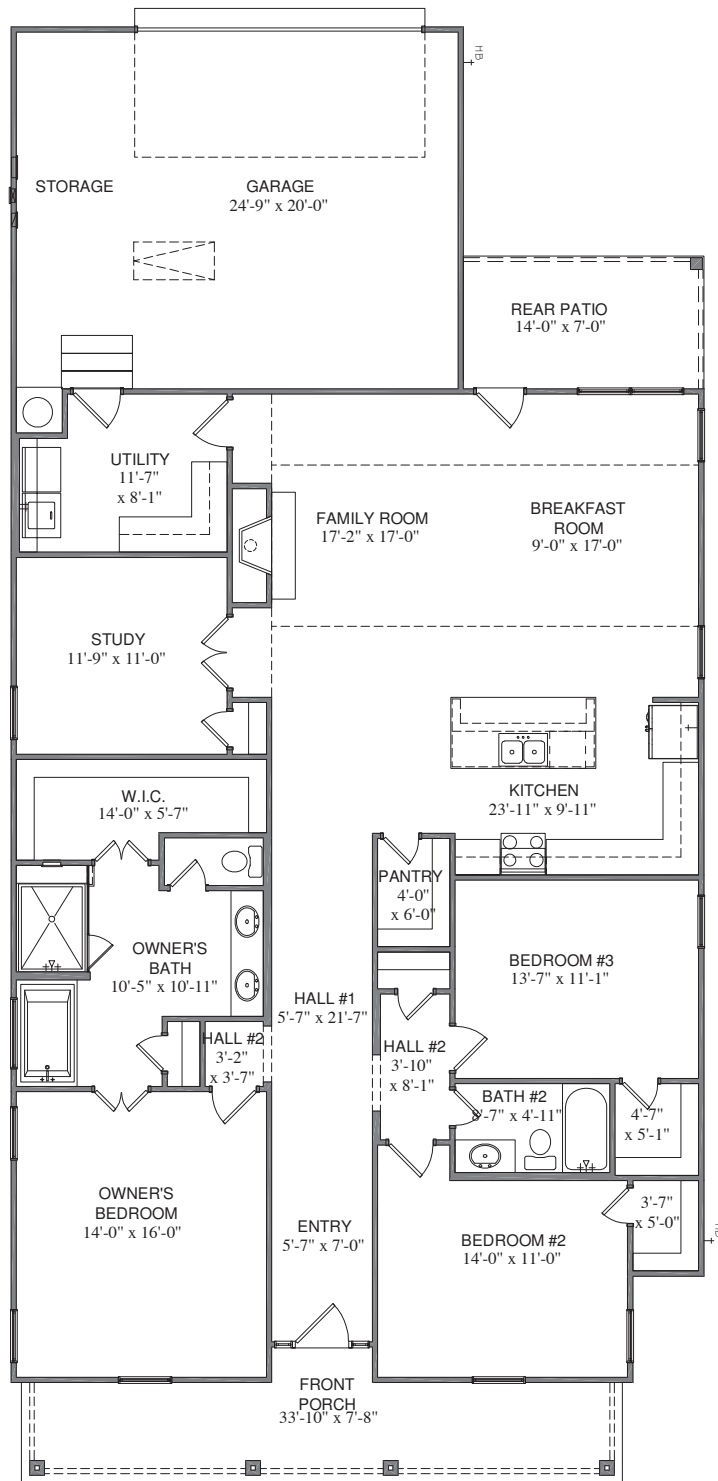 HB
STORAGE
GARAGE
24'-9" x 20'-0"
REAR PATIO
14'-0" x 7'-0"
UTILITY
11'-7"
x 8'-1"
FAMILY ROOM
17'-2" x 17'-0"
BREAKFAST
ROOM
9'-0" x 17'-0"
STUDY
11'-9" x 11'-0"
W.I.C.
14'-0" x 5'-7"
KITCHEN
23'-11" x 9'-11"
PANTRY
4'-0"
x 6'-0"
OWNER'S
BATH
10'-5" x 10'-11"
BEDROOM #3
13'-7" x 11'-1"
HALL #1
5'-7" x 21'-7"
HALL #2
3'-2"
x 3'-7"
HALL #2
3'-10"
x 8'-1"
BATH #2
8'-7" x 4'-11"
4'-7"
x 5'-1"
OWNER'S
BEDROOM
14'-0" x 16'-0"
ENTRY
5'-7" x 7'-0"
BEDROOM #2
14'-0" x 11'-0"
3'-7"
x 5'-0"
HB
FRONT
PORCH
33'-10" x 7'-8"